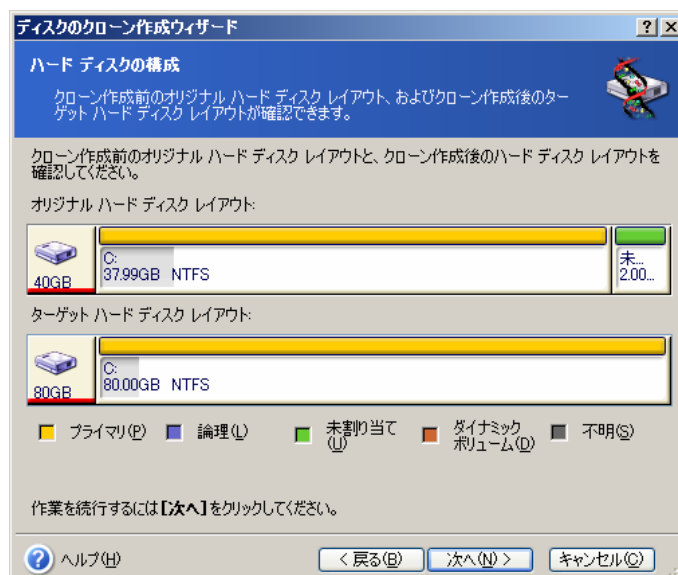 ディスクのクローン作成ウィザード
ハード ディスクの構成
クローン作成前のオリジナル ハード ディスク レイアウト、およびクローン作成後のター
ゲット ハード ディスク レイアウトが確認できます。
クローン作成前のオリジナル ハード ディスク レイアウトと、クローン作成後のハード ディスク レイアウトを
確認してください。
オリジナル ハード ディスク レイアウト:
40GB
C:
37.99GB NTFS
未...
2.00...
ターゲット ハード ディスク レイアウト:
80GB
C:
80.00GB NTFS
プライマリ(P)
論理(L)
未割り当て
(U)
ダイナミック
ボリューム(D)
不明(S)
作業を続行するには[次へ]をクリックしてください。
ヘルプ(H)
< 戻る(B)
次へ(N) >
キャンセル(C)